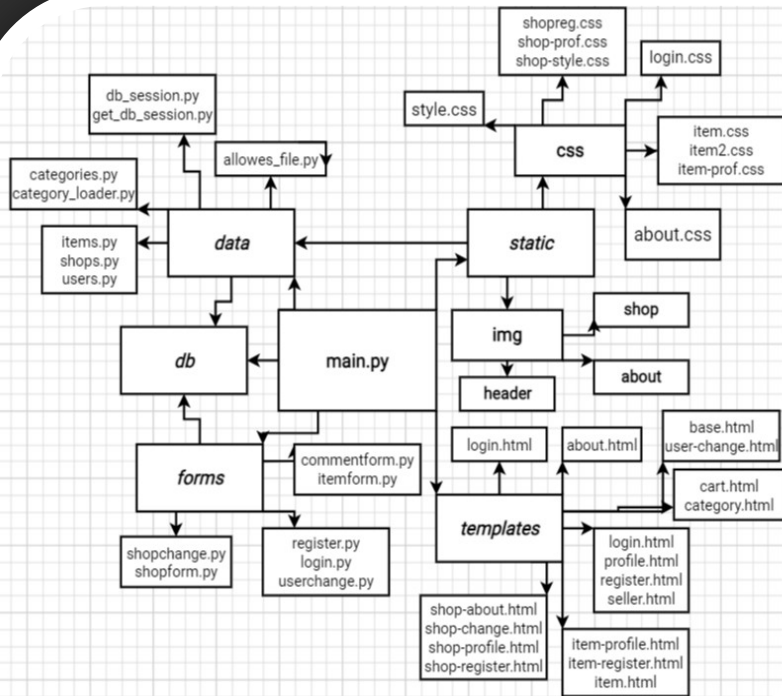 shopreg.css
shop-prof.css
shop-style.css
login.css
style.css
css
item.css
item2.css
item-prof.css
about.css
db_session.py
get_db_session.py
allowes_file.py
categories.py
category_loader.py
data
items.py
shops.py
users.py
static
img
shop
about
header
db
main.py
forms
commentform.py
itemform.py
shopchange.py
shopform.py
register.py
login.py
userchange.py
login.html
about.html
base.html
user-change.html
cart.html
category.html
templates
login.html
profile.html
register.html
seller.html
shop-about.html
shop-change.html
shop-profile.html
shop-register.html
item-profile.html
item-register.html
item.html